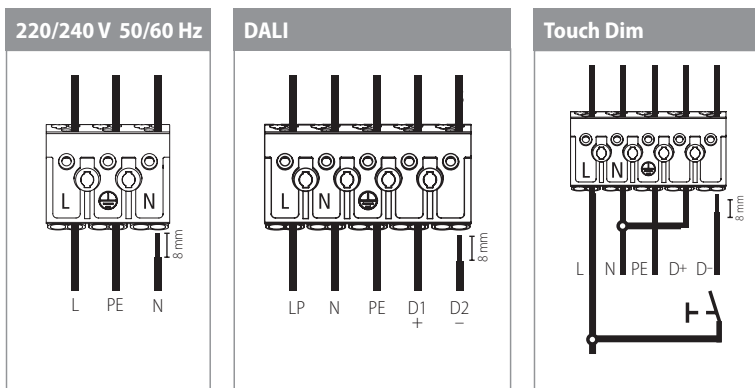 220/240 V 50/60 Hz
L N
8 mm
L PE N
DALI
L N
8 mm
LP N PE D1 D2
+ –
Touch Dim
L N
8 mm
L N PE D+ D-